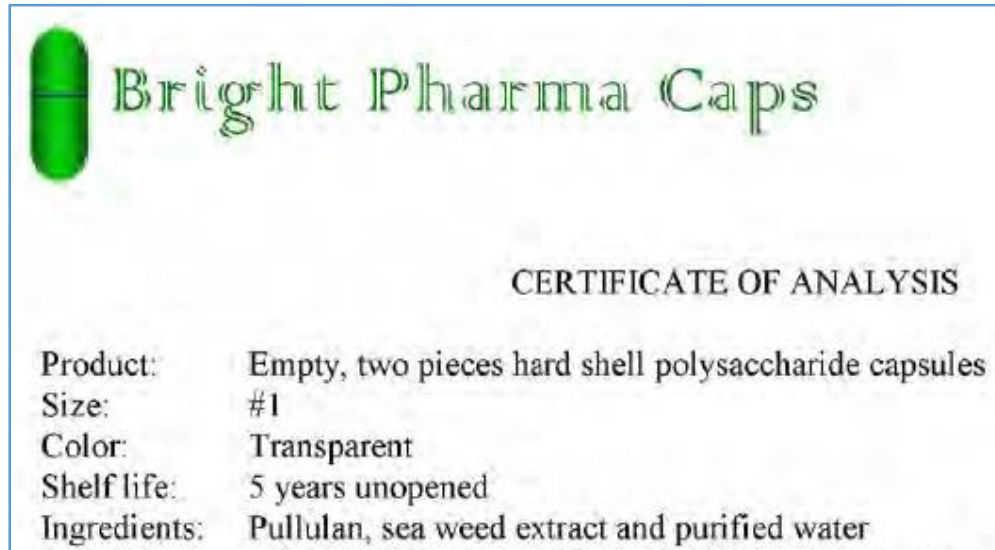 Bright Pharma Caps
CERTIFICATE OF ANALYSIS
Product: Empty, two pieces hard shell polysaccharide capsules
Size: #1
Color: Transparent
Shelf life: 5 years unopened
Ingredients: Pullulan, sea weed extract and purified water